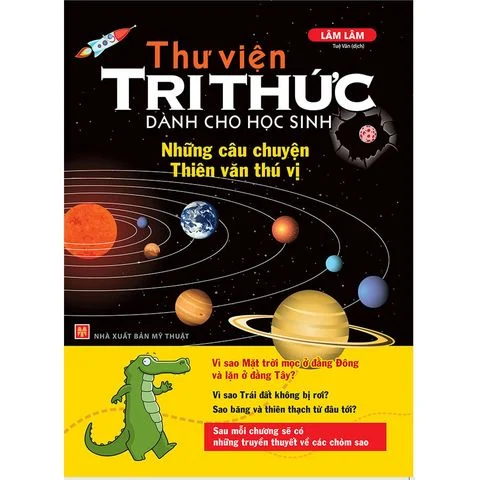 LÂM LÂM
Tuệ Văn (dịch)
Thư viện
TRI THỨC
DÀNH CHO HỌC SINH
Những câu chuyện
Thiên văn thú vị
NHÀ XUẤT BẢN MỸ THUẬT
Vì sao Mặt trời mọc ở đằng Đông
và lặn ở đằng Tây?
Vì sao Trái đất không bị rơi?
Sao băng và thiên thạch từ đâu tới?
Sau mỗi chương sẽ có
những truyền thuyết về các chòm sao